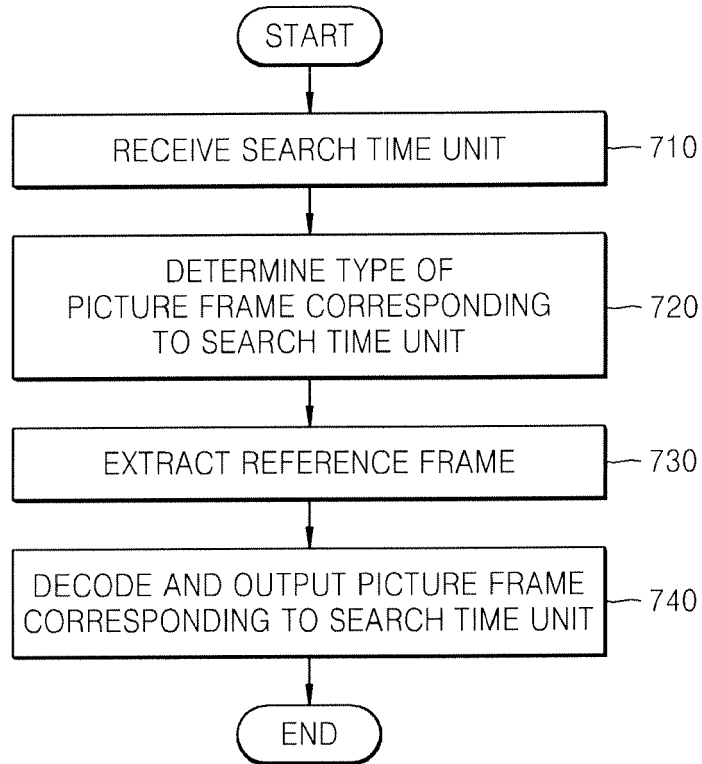 START
RECEIVE SEARCH TIME UNIT
710
DETERMINE TYPE OF
PICTURE FRAME CORRESPONDING
TO SEARCH TIME UNIT
720
EXTRACT REFERENCE FRAME
730
DECODE AND OUTPUT PICTURE FRAME
CORRESPONDING TO SEARCH TIME UNIT
740
END